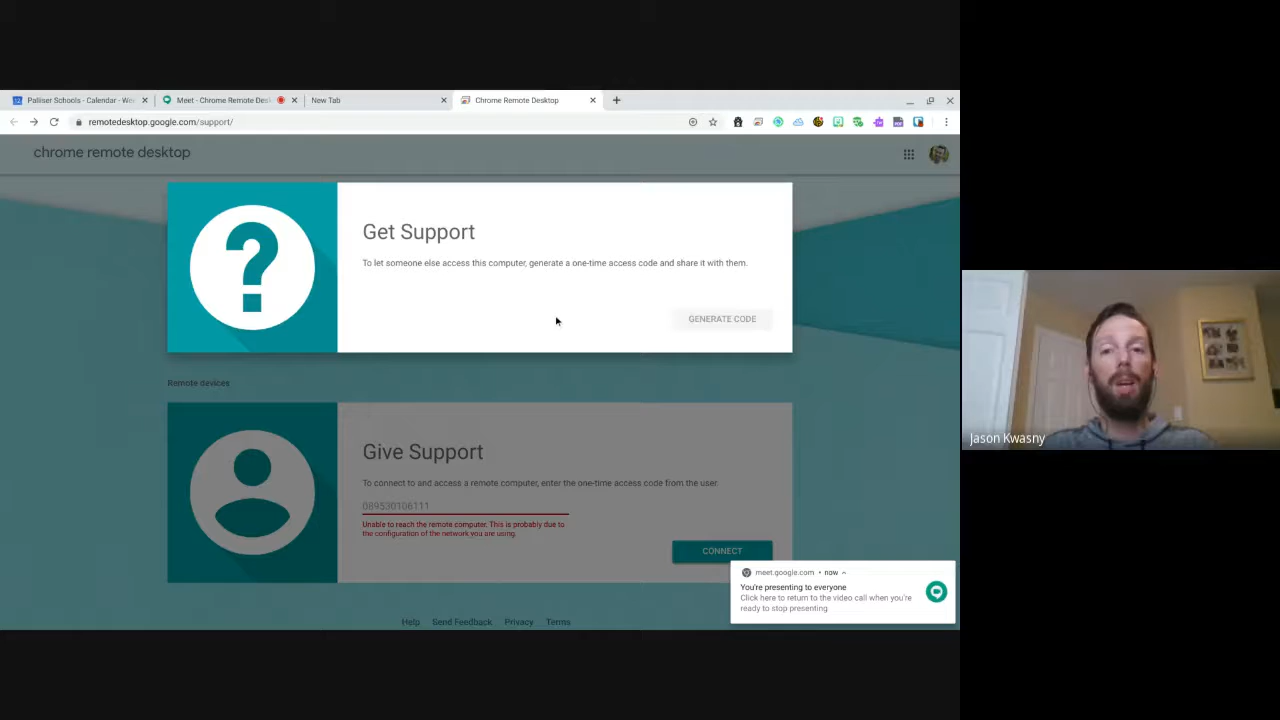 Palliser Schools - Calendar - We
Meet - Chrome Remote Desk
New Tab
Chrome Remote Desktop
remotedesktop.google.com/support/
chrome remote desktop
Get Support
To let someone else access this computer, generate a one-time access code and share it with them.
GENERATE CODE
Remote devices
Give Support
To connect to and access a remote computer, enter the one-time access code from the user.
089530106111
Unable to reach the remote computer. This is probably due to
the configuration of the network you are using.
CONNECT
meet.google.com • now
You're presenting to everyone
Click here to return to the video call when you're
ready to stop presenting
Help Send Feedback Privacy Terms
Jason Kwasny